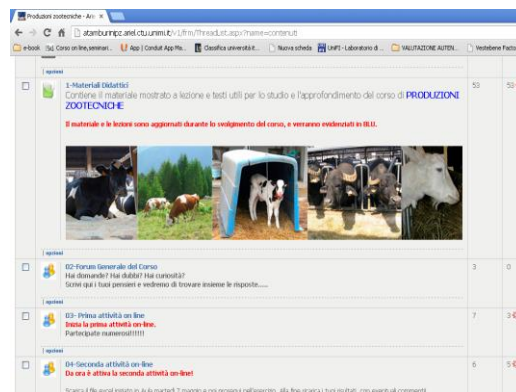 Produzioni zootecniche - Ari
atamburinipz.ariel.ctu.unimi.it/v1/frm/ThreadList.aspx?name=contenuti
e-book
Corso on line,seminari...
App | Conduit App Ma...
Classifica università it...
Nuova scheda
UniPI - Laboratorio di ...
VALUTAZIONE AUTEN...
| opzioni
1-Materiali Didattici
53
53
Contiene il materiale mostrato a lezione e testi utili per lo studio e l'approfondimento del corso di PRODUZIONI
ZOOTECNICHE
Il materiale e le lezioni sono aggiornati durante lo svolgimento del corso, e verranno evidenziati in BLU.
| opzioni
02-Forum Generale del Corso
3
0
Hai domande? Hai dubbi? Hai curiosità?
Scrivi qui i tuoi pensieri e vedremo di trovare insieme le risposte.....
| opzioni
03- Prima attività on line
7
3
Inizia la prima attività on-line.
Partecipate numerosi!!!!!!
| opzioni
04-Seconda attività on-line
6
5
Da ora è attiva la seconda attività on-line!